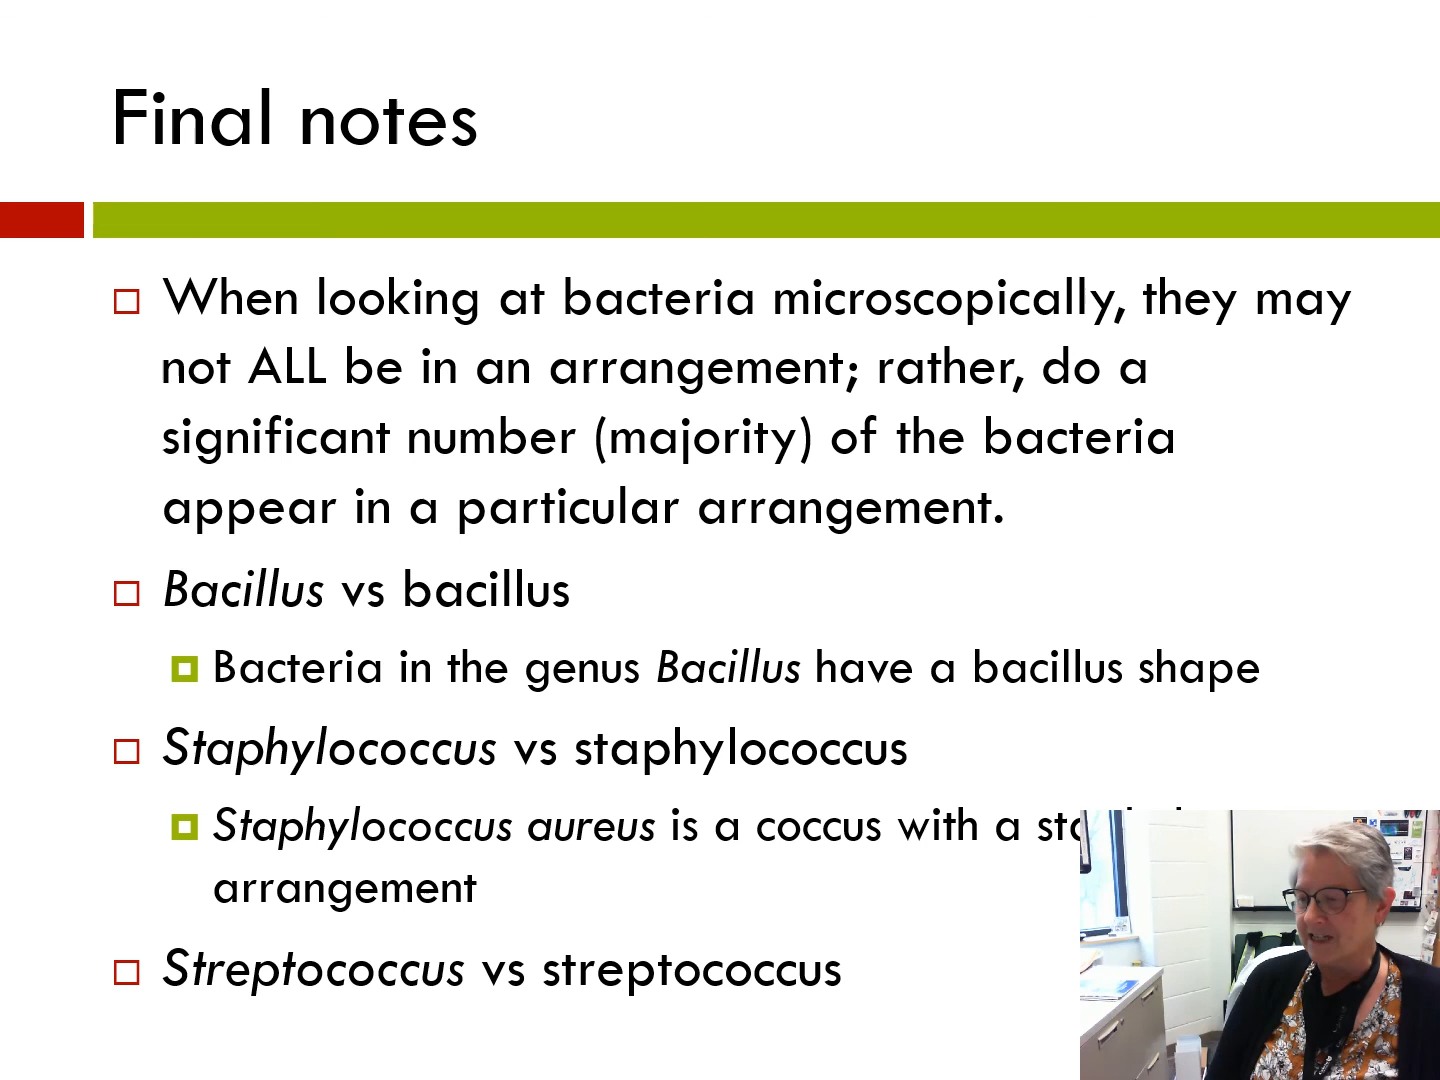 Final notes
When looking at bacteria microscopically, they may
not ALL be in an arrangement; rather, do a
significant number (majority) of the bacteria
appear in a particular arrangement.
Bacillus vs bacillus
Bacteria in the genus Bacillus have a bacillus shape
Staphylococcus vs staphylococcus
Staphylococcus aureus is a coccus with a
arrangement
Streptococcus vs streptococcus